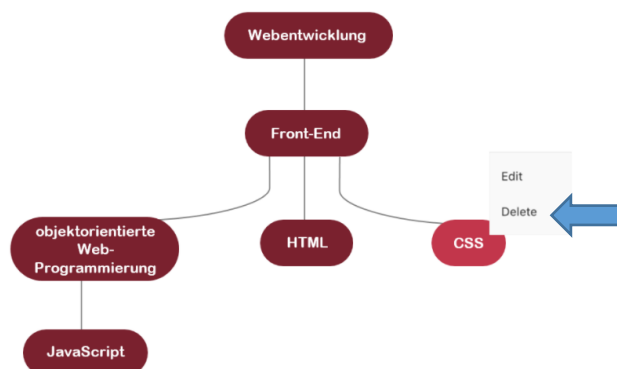 Webentwicklung
Front-End
Edit
Delete
objektorientierte
Web-
Programmierung
HTML
CSS
JavaScript